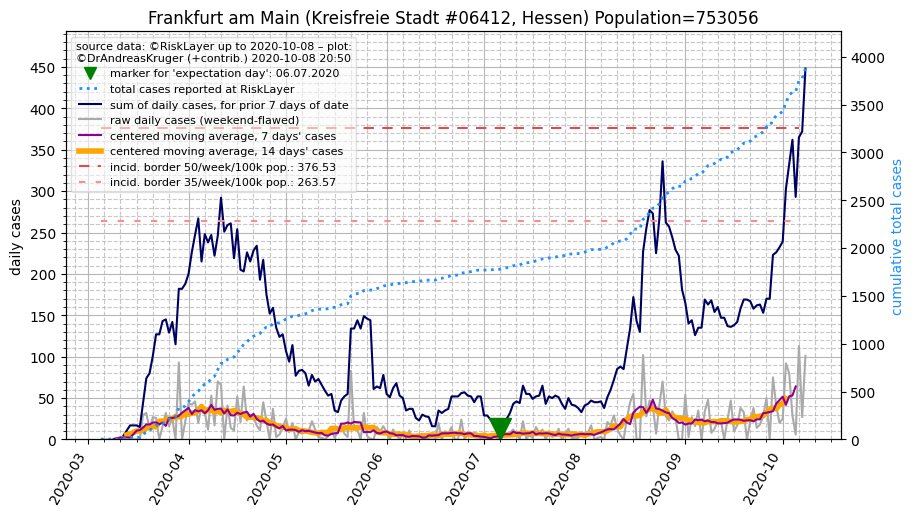 Frankfurt am Main (Kreisfreie Stadt #06412, Hessen) Population=753056
source data: ©RiskLayer up to 2020-10-08 – plot:
©DrAndreasKruger (+contrib.) 2020-10-08 20:50
marker for 'expectation day': 06.07.2020
total cases reported at RiskLayer
sum of daily cases, for prior 7 days of date
raw daily cases (weekend-flawed)
centered moving average, 7 days' cases
centered moving average, 14 days' cases
incid. border 50/week/100k pop.: 376.53
incid. border 35/week/100k pop.: 263.57
daily cases
450
400
350
300
250
200
150
100
50
0
4000
3500
3000
2500
2000
1500
1000
500
0
cumulative total cases
2020-03
2020-04
2020-05
2020-06
2020-07
2020-08
2020-09
2020-10